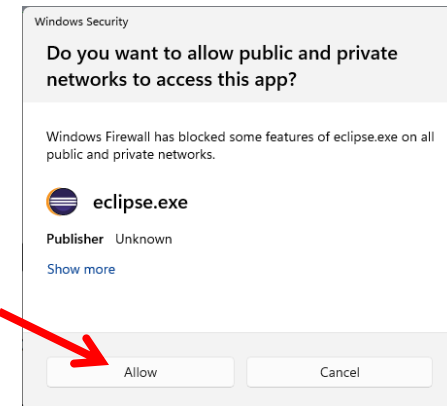 Windows Security
Do you want to allow public and private
networks to access this app?
Windows Firewall has blocked some features of eclipse.exe on all
public and private networks.
eclipse.exe
Publisher Unknown
Show more
Allow
Cancel